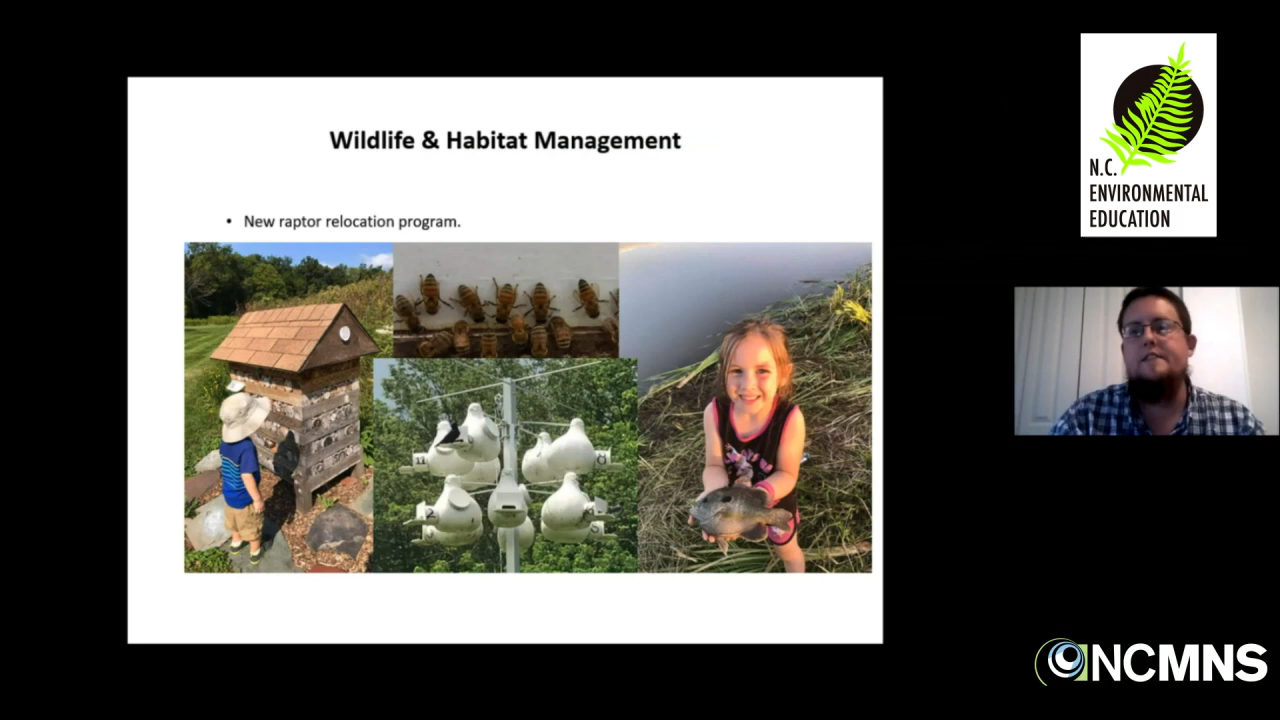 Wildlife & Habitat Management
• New raptor relocation program.
N.C.
ENVIRONMENTAL
EDUCATION
NCMNS